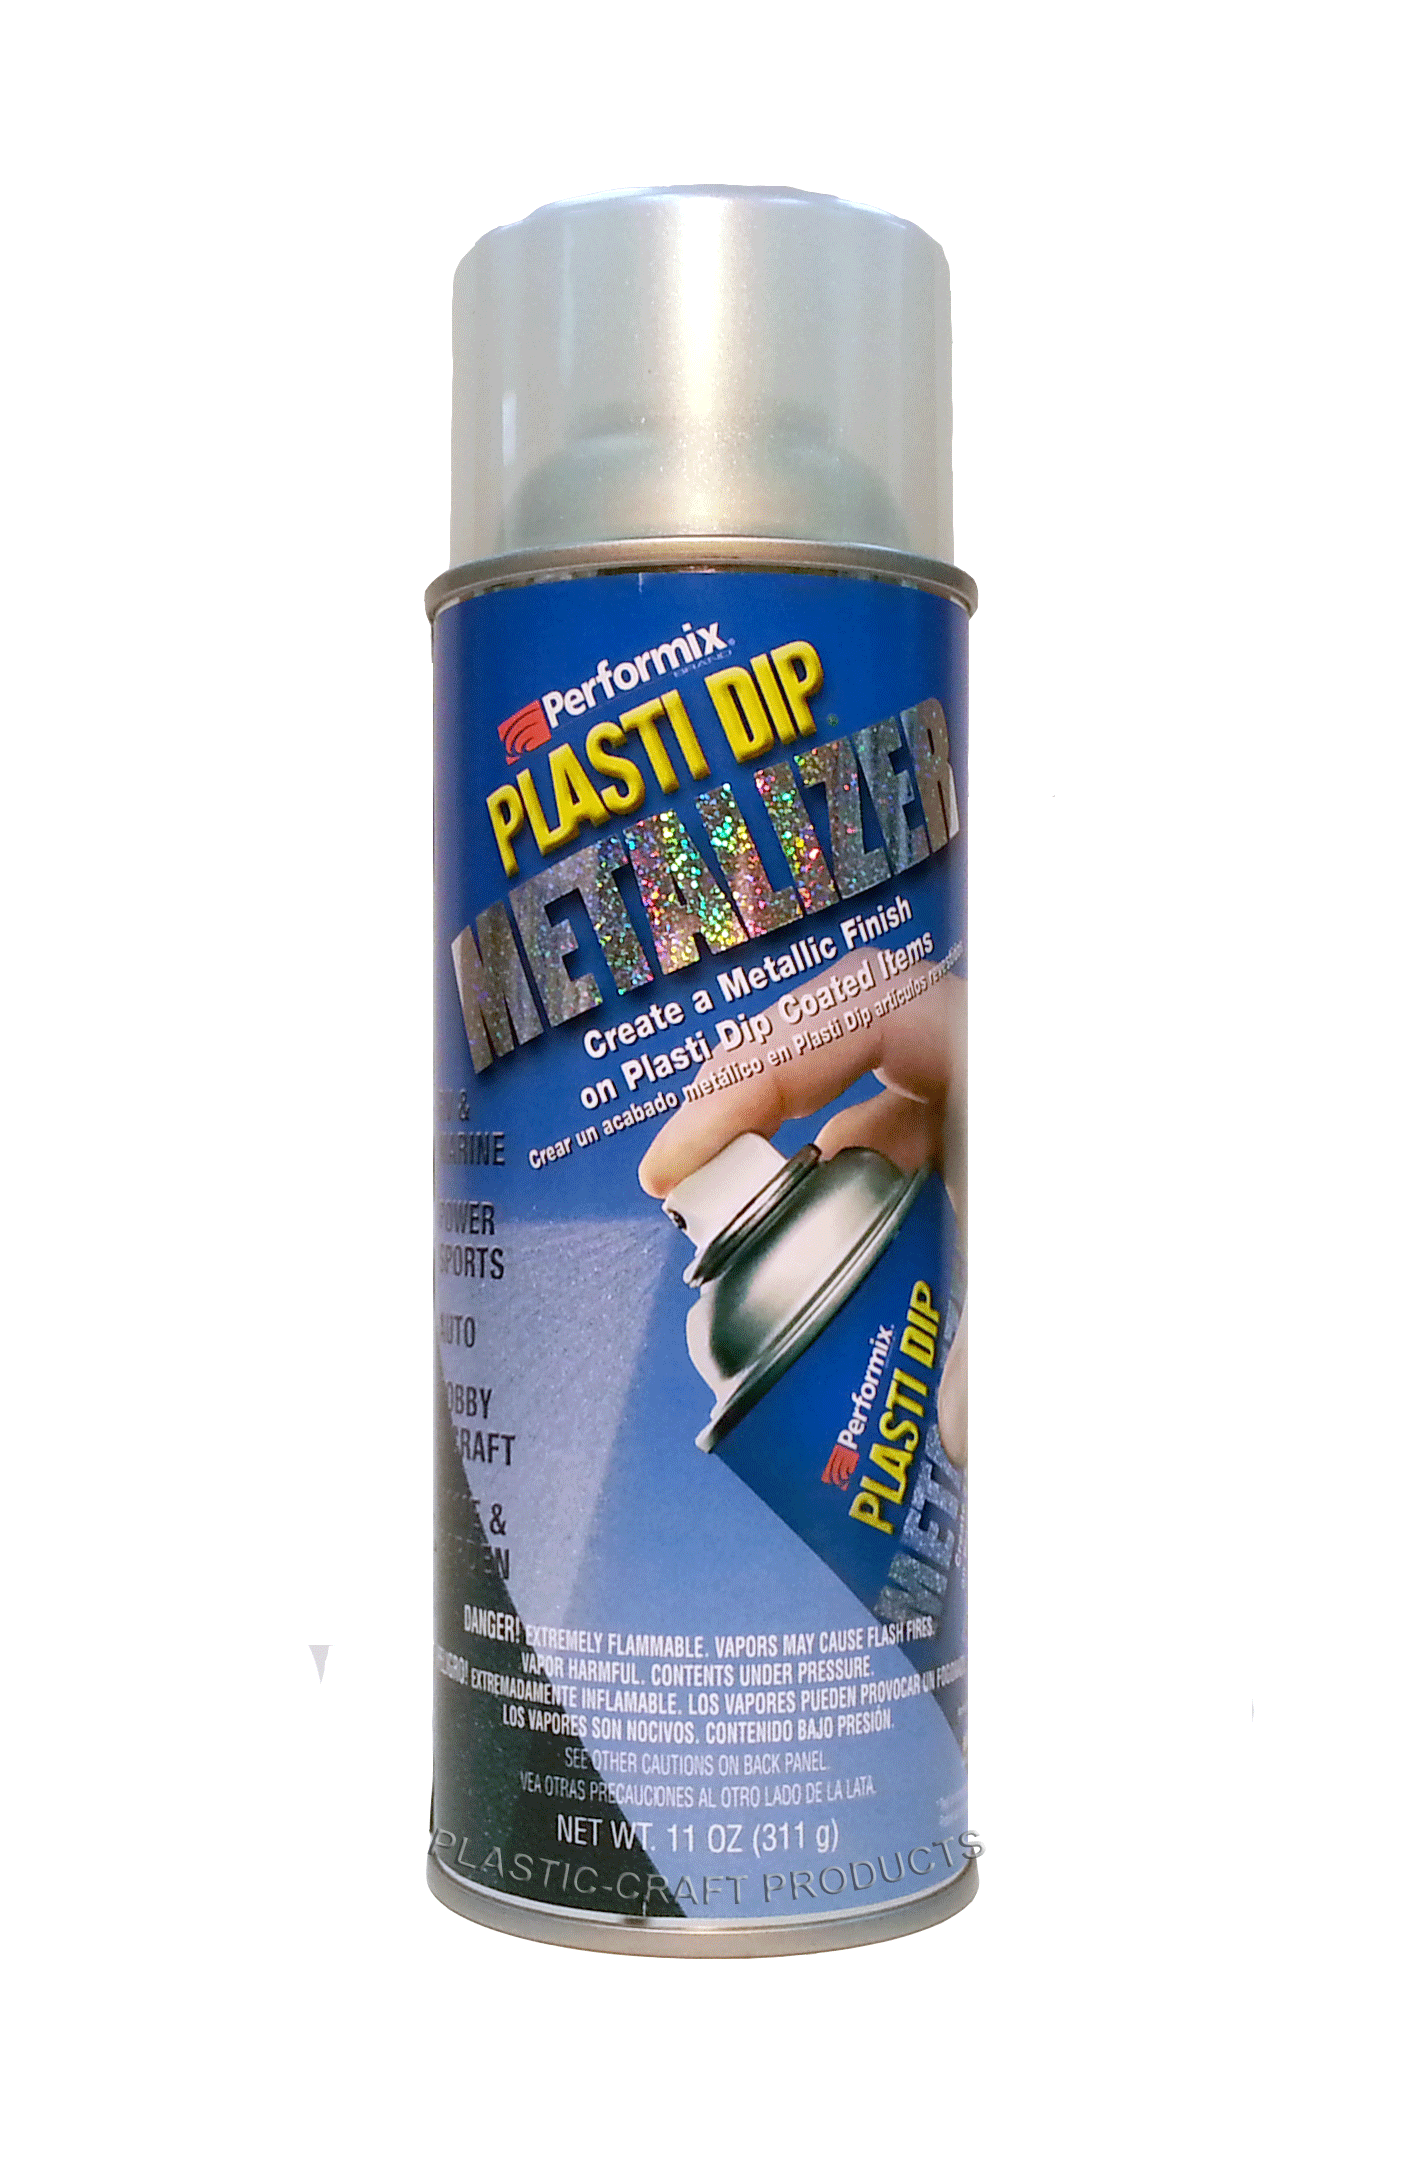 Performix®
BRAND
PLASTI DIP®
METALIZER
Create a Metallic Finish
on Plasti Dip Coated Items
Crear un acabado metálico en Plasti Dip artículos
&
POWER
SPORTS
AUTO
&
Performix
PLASTI DIP
DANGER! EXTREMELY FLAMMABLE. VAPORS MAY CAUSE FLASH FIRES.
VAPOR HARMFUL. CONTENTS UNDER PRESSURE.
EXTREMADAMENTE INFLAMABLE. LOS VAPORES PUEDEN PROVOCAR UN
LOS VAPORES SON NOCIVOS. CONTENIDO BAJO PRESIÓN.
SEE OTHER CAUTIONS ON BACK PANEL.
VEA OTRAS PRECAUCIONES AL OTRO LADO DE LA LATA.
NET WT. 11 OZ (311 g)
PLASTIC-CRAFT PRODUCTS